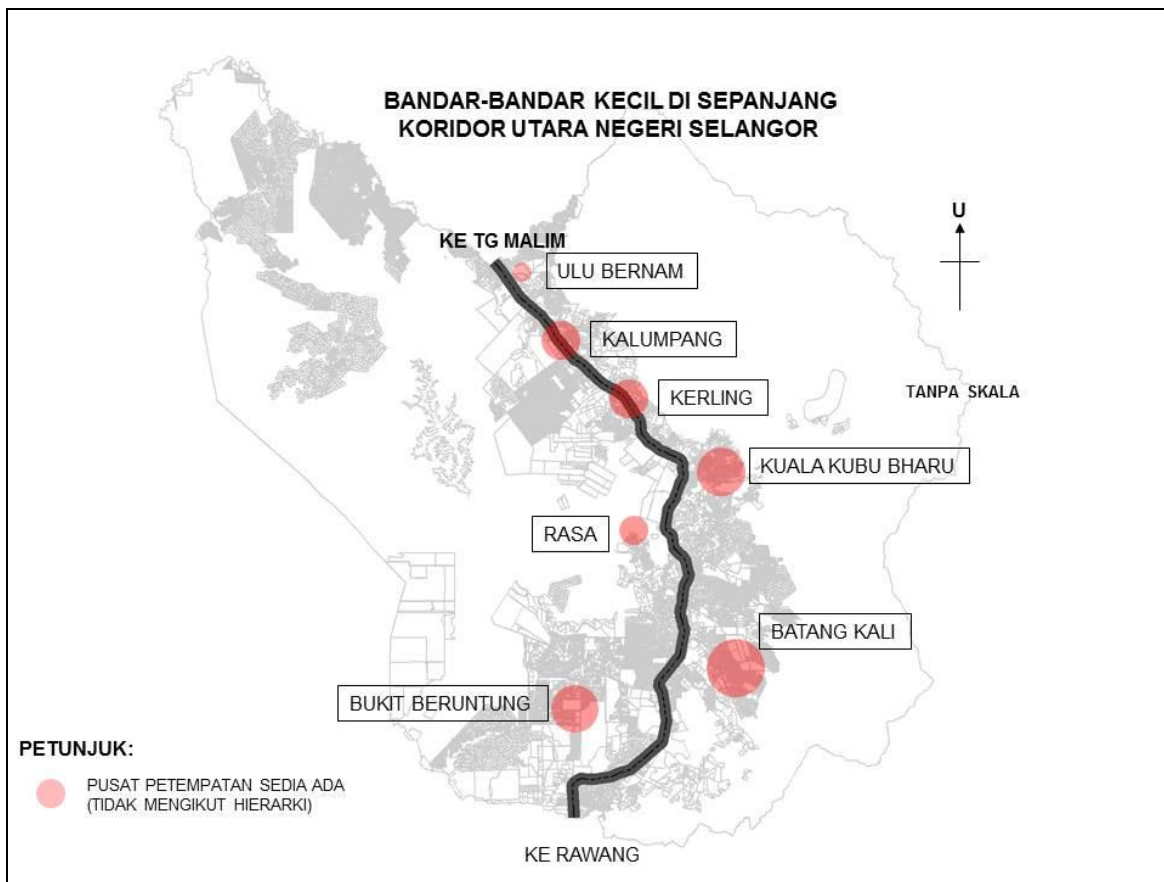 BANDAR-BANDAR KECIL DI SEPANJANG
KORIDOR UTARA NEGERI SELANGOR
U
KE TG MALIM
ULU BERNAM
KALUMPANG
KERLING
TANPA SKALA
KUALA KUBU BHARU
RASA
BATANG KALI
BUKIT BERUNTUNG
PETUNJUK:
PUSAT PETEMPATAN SEDIA ADA
(TIDAK MENGIKUT HIERARKI)
KE RAWANG